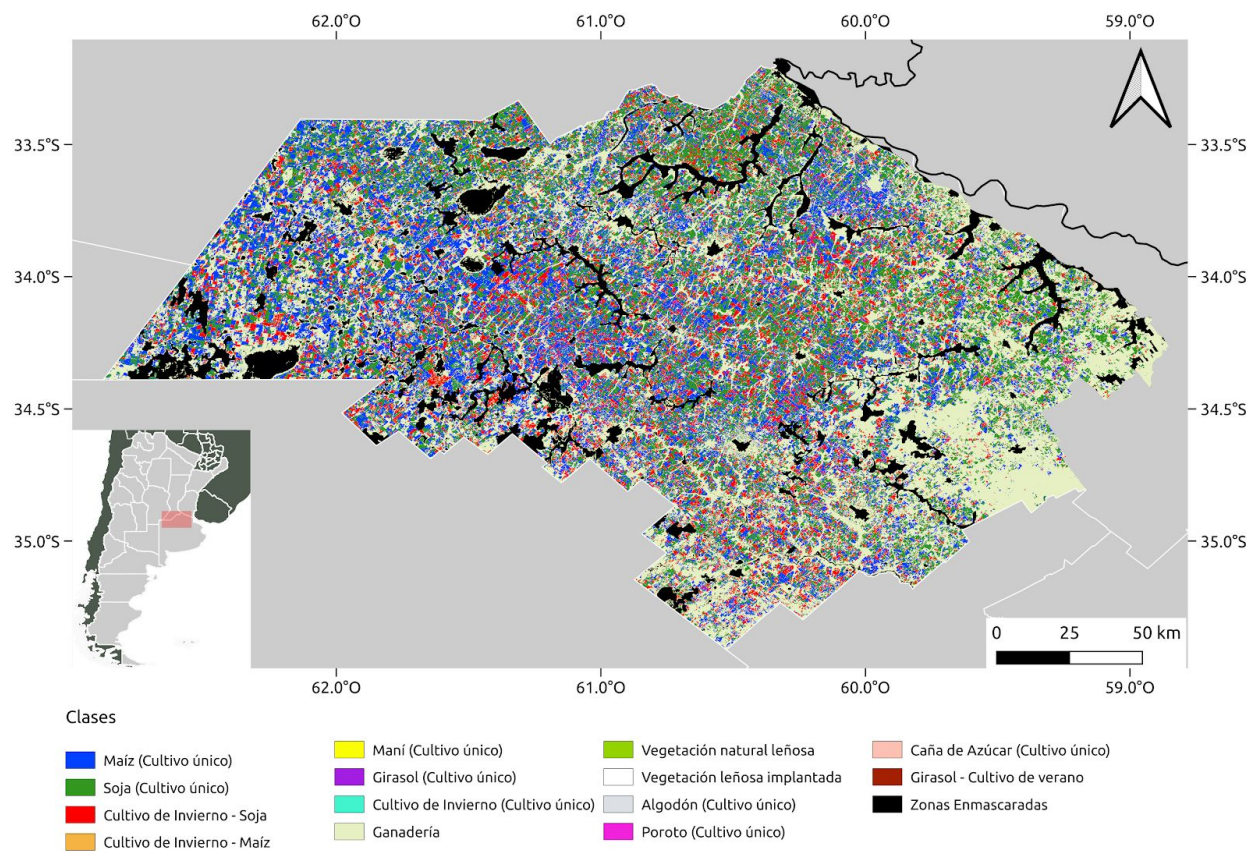 62.0°O 61.0°O 60.0°O 59.0°O
33.5°S 33.5°S
34.0°S 34.0°S
34.5°S 34.5°S
35.0°S 35.0°S
0 25 50 km
62.0°O 61.0°O 60.0°O 59.0°O
Clases
Maíz (Cultivo único)
Soja (Cultivo único)
Cultivo de Invierno - Soja
Cultivo de Invierno - Maíz
Maní (Cultivo único)
Girasol (Cultivo único)
Cultivo de Invierno (Cultivo único)
Ganadería
Vegetación natural leñosa
Vegetación leñosa implantada
Algodón (Cultivo único)
Poroto (Cultivo único)
Caña de Azúcar (Cultivo único)
Girasol - Cultivo de verano
Zonas Enmascaradas